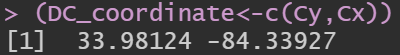 > (DC_coordinate<-c(Cy,Cx))
[1]  33.98124 -84.33927